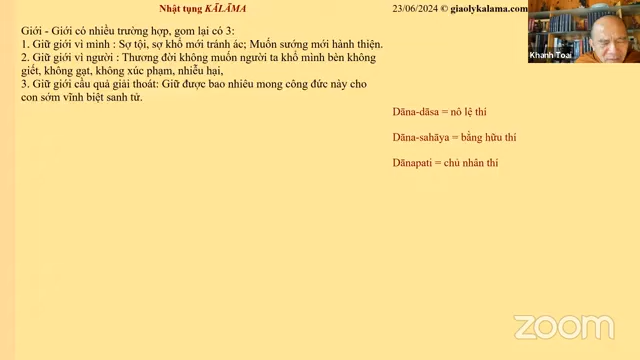 Nhật tụng KĀLĀMA
23/06/2024 © giaolykalama.com
Giới - Giới có nhiều trường hợp, gom lại có 3:
1. Giữ giới vì mình : Sợ tội, sợ khổ mới tránh ác; Muốn sướng mới hành thiện.
2. Giữ giới vì người : Thương đời không muốn người ta khổ mình bèn không
giết, không gạt, không xúc phạm, nhiễu hại,
3. Giữ giới cầu quả giải thoát: Giữ được bao nhiêu mong công đức này cho
con sớm vĩnh biệt sanh tử.
Dāna-dāsa = nô lệ thí
Dāna-sahāya = bằng hữu thí
Dānapati = chủ nhân thí
Khanh Toai
zoom